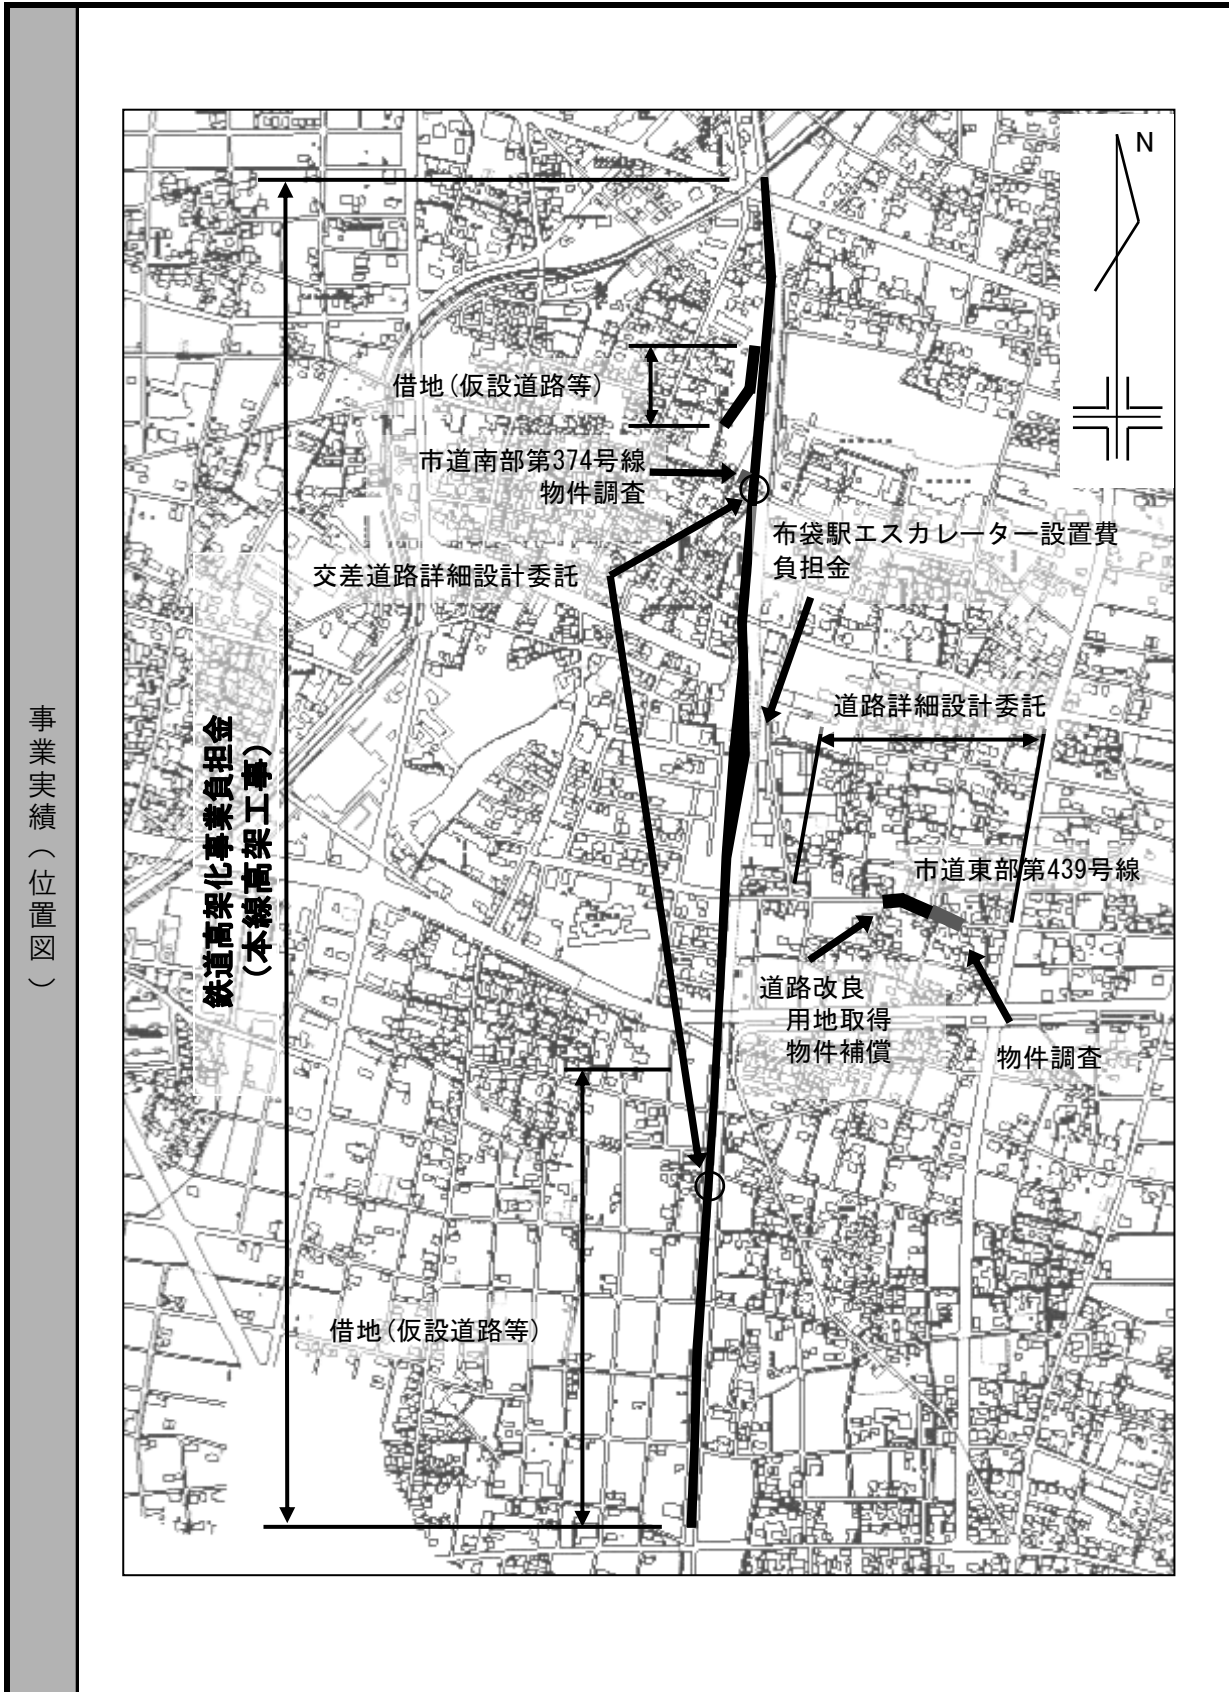 事業実績（位置図）
N
借地(仮設道路等)
市道南部第374号線
物件調査
布袋駅エスカレーター設置費
負担金
交差道路詳細設計委託
道路詳細設計委託
鉄道高架化事業負担金
（本線高架工事）
市道東部第439号線
道路改良
用地取得
物件補償
物件調査
借地(仮設道路等)